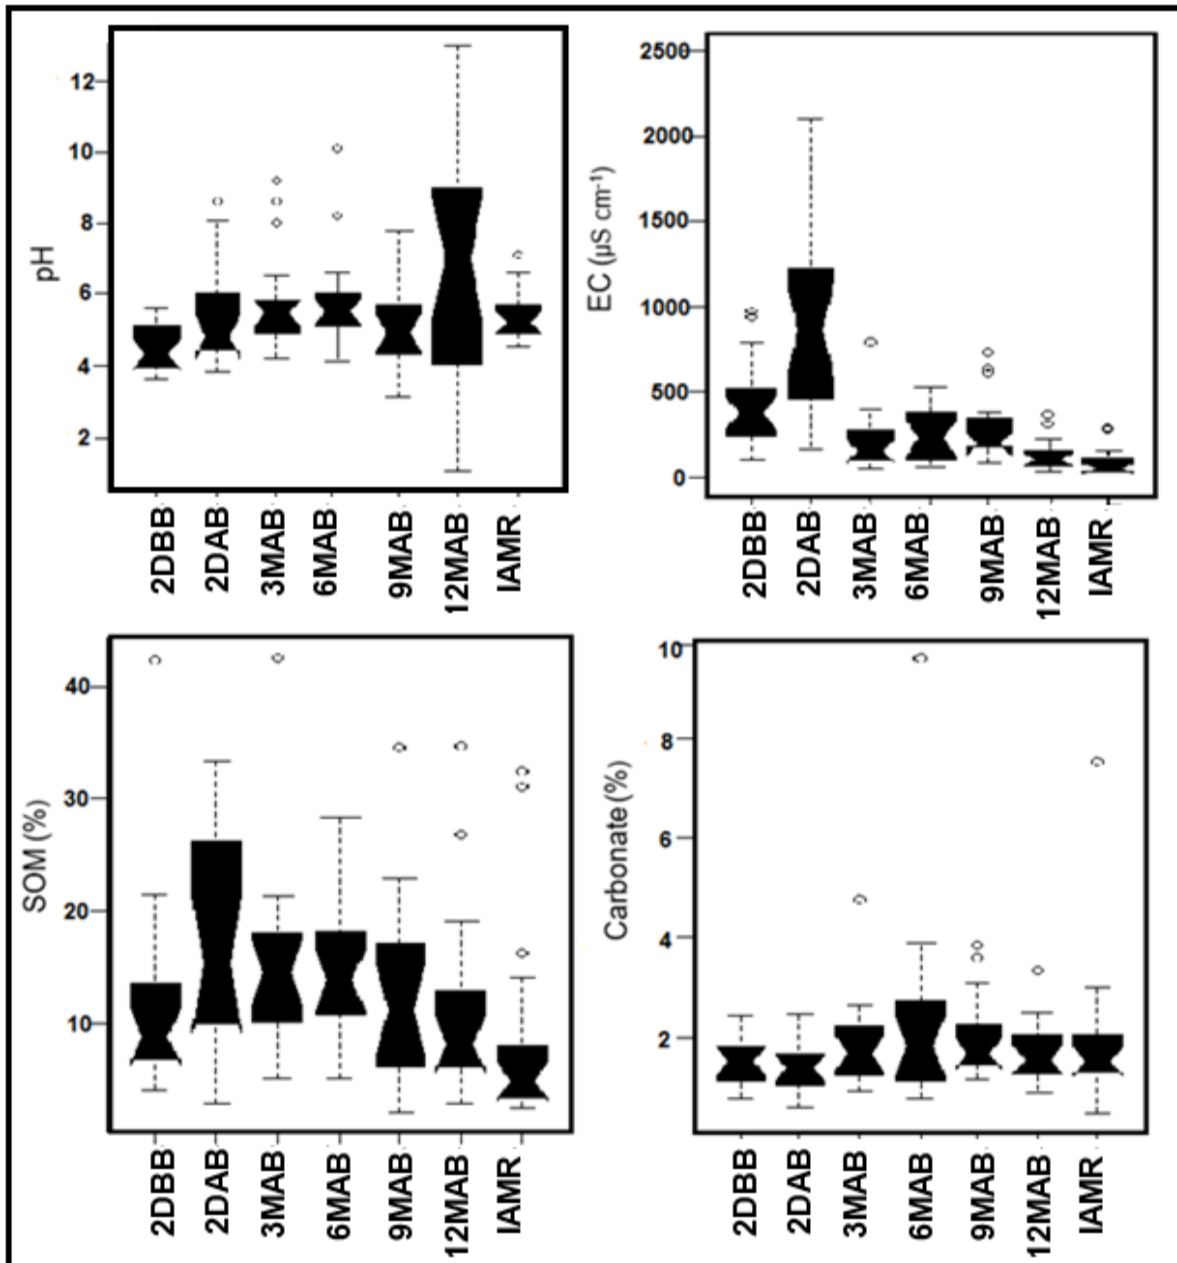 pH
12
10
8
6
4
2
2DBB
2DAB
3MAB
6MAB
9MAB
12MAB
IAMR
EC (µS cm⁻¹)
2500
2000
1500
1000
500
0
2DBB
2DAB
3MAB
6MAB
9MAB
12MAB
IAMR
SOM (%)
40
30
20
10
2DBB
2DAB
3MAB
6MAB
9MAB
12MAB
IAMR
Carbonate (%)
10
8
6
4
2
2DBB
2DAB
3MAB
6MAB
9MAB
12MAB
IAMR